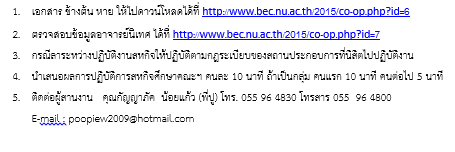 1. เอกสาร ข้างต้น หาย ให้ไปดาวน์โหลดได้ที่ http://www.bec.nu.ac.th/2015/co-op.php?id=6
2. ตรวจสอบข้อมูลอาจารย์นิเทศ ได้ที่ http://www.bec.nu.ac.th/2015/co-op.php?id=7
3. กรณีลาระหว่างปฏิบัติงานสหกิจให้ปฏิบัติตามกฎระเบียบของสถานประกอบการที่นิสิตไปปฏิบัติงาน
4. นำเสนอผลการปฏิบัติการสหกิจศึกษาคณะฯ คนละ 10 นาที ถ้าเป็นกลุ่ม คนแรก 10 นาที คนต่อไป 5 นาที
5. ติดต่อผู้สานงาน คุณกัญญาภัค น้อยแก้ว (พี่ปู) โทร. 055 96 4830 โทรสาร 055 96 4800
E-mail : poopiew2009@hotmail.com